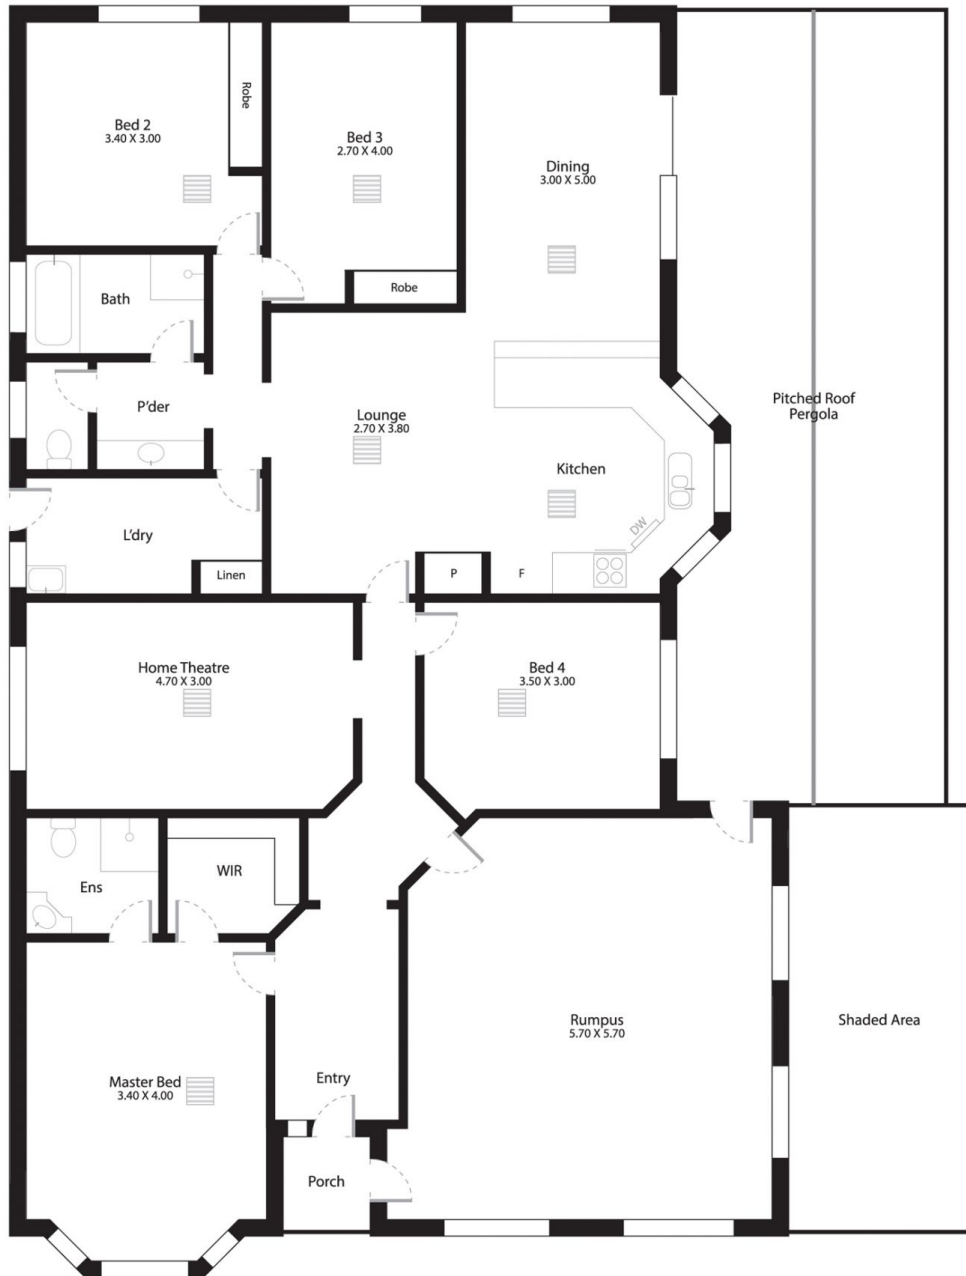 Bed 2
3.40 X 3.00
Robe
Bed 3
2.70 X 4.00
Robe
Dining
3.00 X 5.00
Bath
P'der
Lounge
2.70 X 3.80
Kitchen
DW
Pitched Roof
Pergola
L'dry
Linen
P
F
Home Theatre
4.70 X 3.00
Bed 4
3.50 X 3.00
Ens
WIR
Rumpus
5.70 X 5.70
Shaded Area
Master Bed
3.40 X 4.00
Entry
Porch